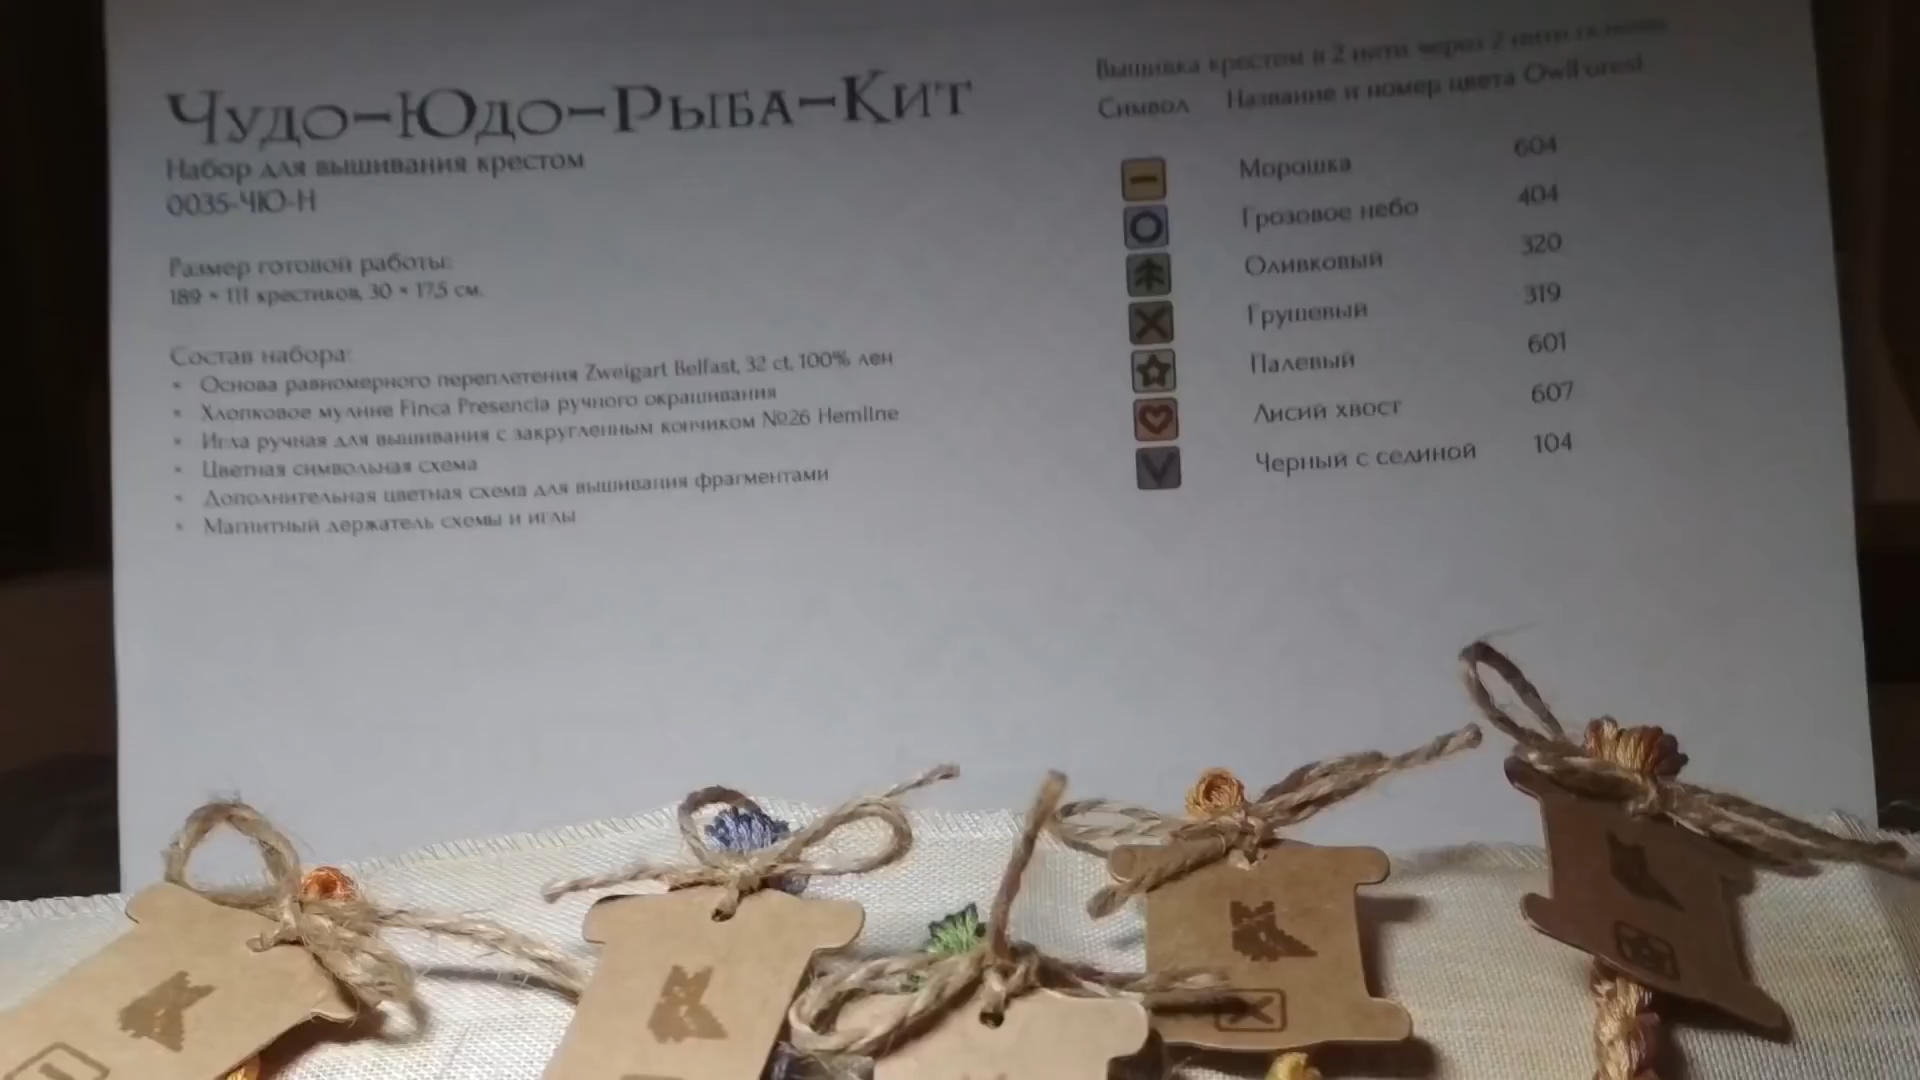 Чудо-Юдо-Рыба-Кит
Набор для вышивания крестом
0035-ЧЮ-Н
Размер готовой работы:
189 × 111 крестиков, 30 × 17,5 см.
Состав набора:
• Основа равномерного переплетения Zweigart Belfast, 32 ct, 100% лен
• Хлопковое мулине Finca Presencia ручного окрашивания
• Игла ручная для вышивания с закругленным кончиком №26 Hemline
• Цветная символьная схема
• Дополнительная цветная схема для вышивания фрагментами
• Магнитный держатель схемы и иглы
Вышивка крестом в 2 нити через 2 нити
Символ Название и номер цвета OwlForest
Морошка 604
Грозовое небо 404
Оливковый 320
Грушевый 319
Палевый 601
Лисий хвост 607
Черный с сединой 104